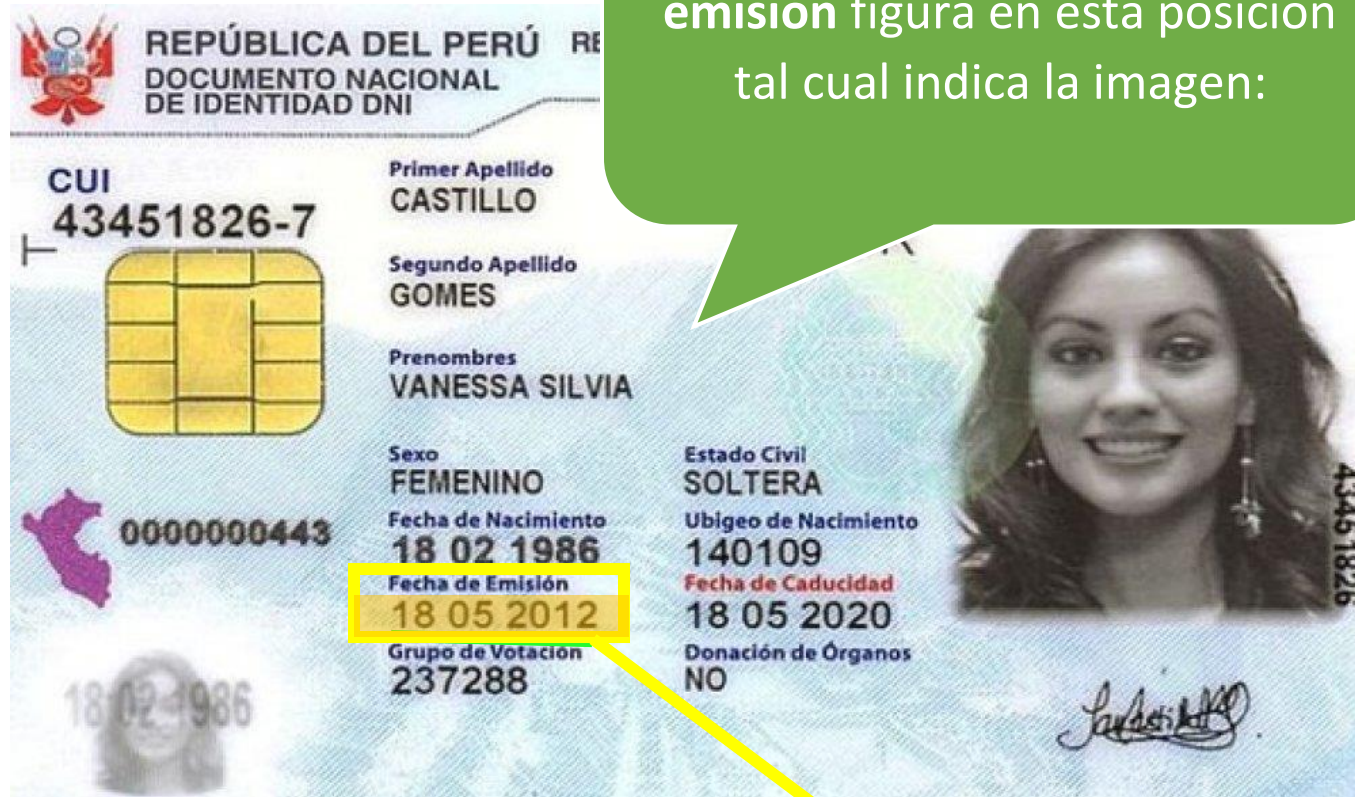 emisión figura en esta posición
tal cual indica la imagen:
REPÚBLICA DEL PERÚ
DOCUMENTO NACIONAL
DE IDENTIDAD DNI
CUI
43451826-7
Primer Apellido
CASTILLO
Segundo Apellido
GOMES
Prenombres
VANESSA SILVIA
Sexo
FEMENINO
Estado Civil
SOLTERA
0000000443
Fecha de Nacimiento
18 02 1986
Ubigeo de Nacimiento
140109
Fecha de Emisión
18 05 2012
Fecha de Caducidad
18 05 2020
Grupo de Votación
237288
Donación de Órganos
NO
18 02 1986
43451826